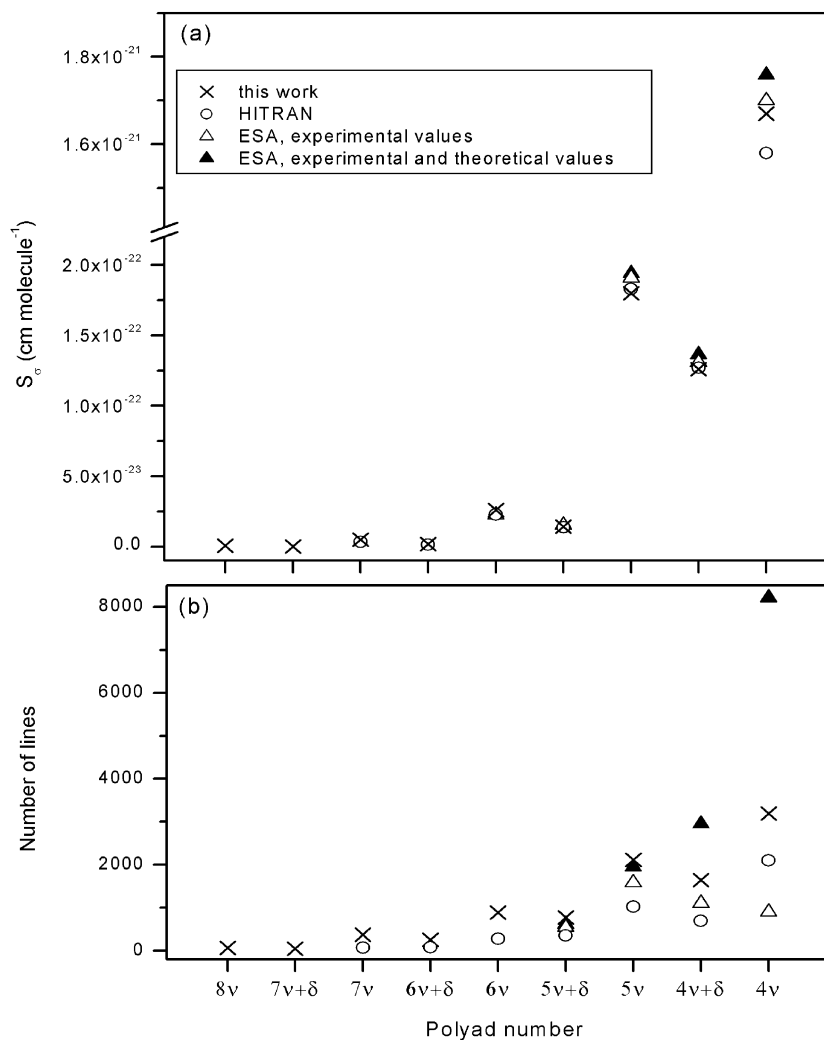 (a)
1.8x10⁻²¹
1.6x10⁻²¹
this work
HITRAN
ESA, experimental values
ESA, experimental and theoretical values
S_σ (cm molecule⁻¹)
2.0x10⁻²²
1.5x10⁻²²
1.0x10⁻²²
5.0x10⁻²³
0.0
(b)
8000
6000
4000
2000
0
Number of lines
8ν 7ν+δ 7ν 6ν+δ 6ν 5ν+δ 5ν 4ν+δ 4ν
Polyad number